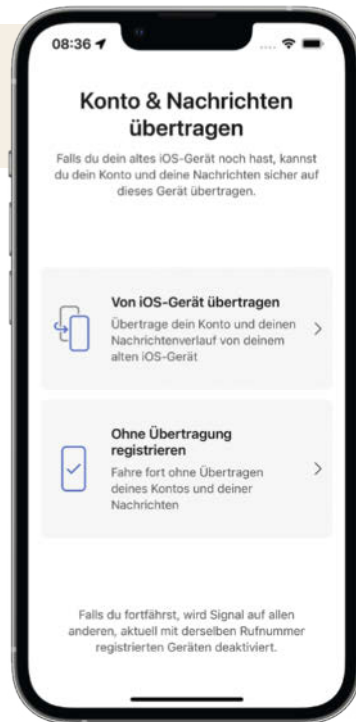 08:36
Konto & Nachrichten
übertragen
Falls du dein altes iOS-Gerät noch hast, kannst
du dein Konto und deine Nachrichten sicher auf
dieses Gerät übertragen.
Von iOS-Gerät übertragen
Übertrage dein Konto und deinen
Nachrichtenverlauf von deinem
alten iOS-Gerät
Ohne Übertragung
registrieren
Fahre fort ohne Übertragen
deines Kontos und deiner
Nachrichten
Falls du fortfährst, wird Signal auf allen
anderen, aktuell mit derselben Rufnummer
registrierten Geräten deaktiviert.